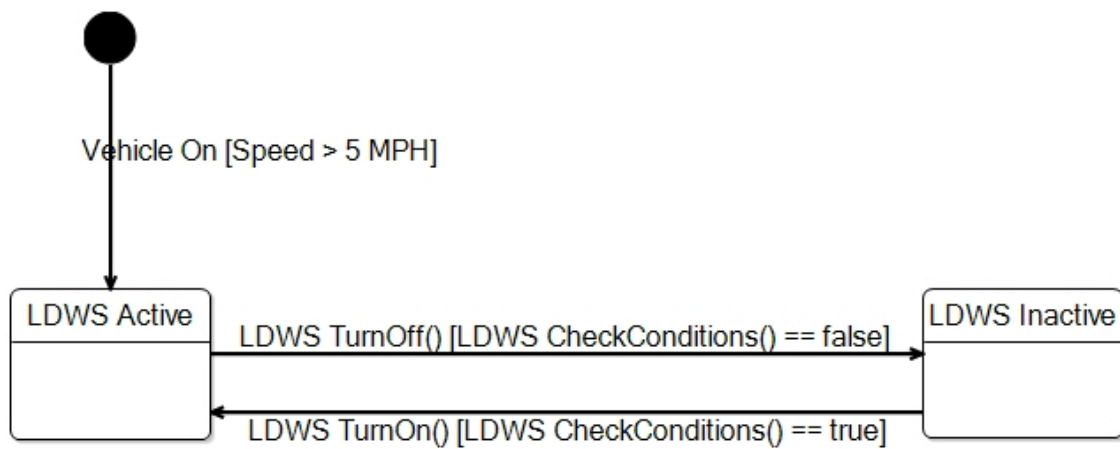 Vehicle On [Speed > 5 MPH]
LDWS Active
LDWS Inactive
LDWS TurnOff() [LDWS CheckConditions() == false]
LDWS TurnOn() [LDWS CheckConditions() == true]